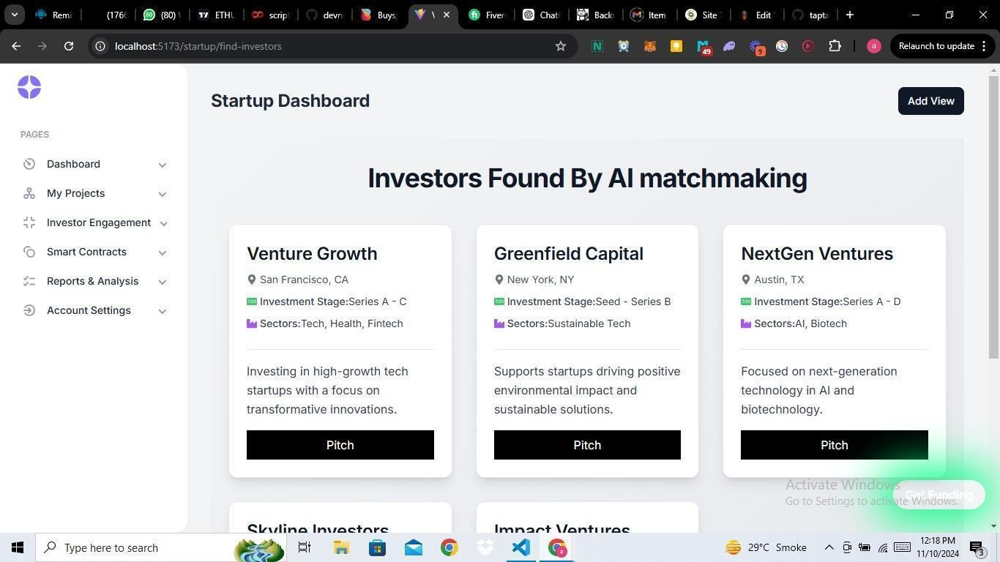 Remi
(1766
(80) \
ETHU
script
devn
Buys,
Fiverr
Chat
Back
Item
Site
Edit
tapta
localhost:5173/startup/find-investors
49
9
a
Relaunch to update
Startup Dashboard
Add View
PAGES
Dashboard
My Projects
Investor Engagement
Smart Contracts
Reports & Analysis
Account Settings
Investors Found By AI matchmaking
Venture Growth
San Francisco, CA
Investment Stage:Series A - C
Sectors:Tech, Health, Fintech
Investing in high-growth tech
startups with a focus on
transformative innovations.
Pitch
Greenfield Capital
New York, NY
Investment Stage:Seed - Series B
Sectors:Sustainable Tech
Supports startups driving positive
environmental impact and
sustainable solutions.
Pitch
NextGen Ventures
Austin, TX
Investment Stage:Series A - D
Sectors:AI, Biotech
Focused on next-generation
technology in AI and
biotechnology.
Pitch
Skyline Investors
Impact Ventures
Activate Windows
Go to Settings to activate Windows.
Get Funding
Type here to search
29°C Smoke
12:18 PM
11/10/2024
3